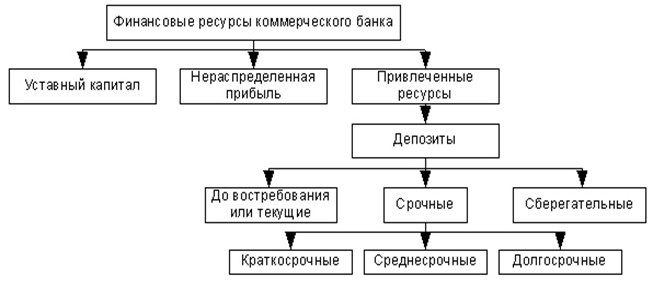 Финансовые ресурсы коммерческого банка
Уставный капитал
Нераспределенная
прибыль
Привлеченные
ресурсы
Депозиты
До востребования
или текущие
Срочные
Сберегательные
Краткосрочные
Среднесрочные
Долгосрочные